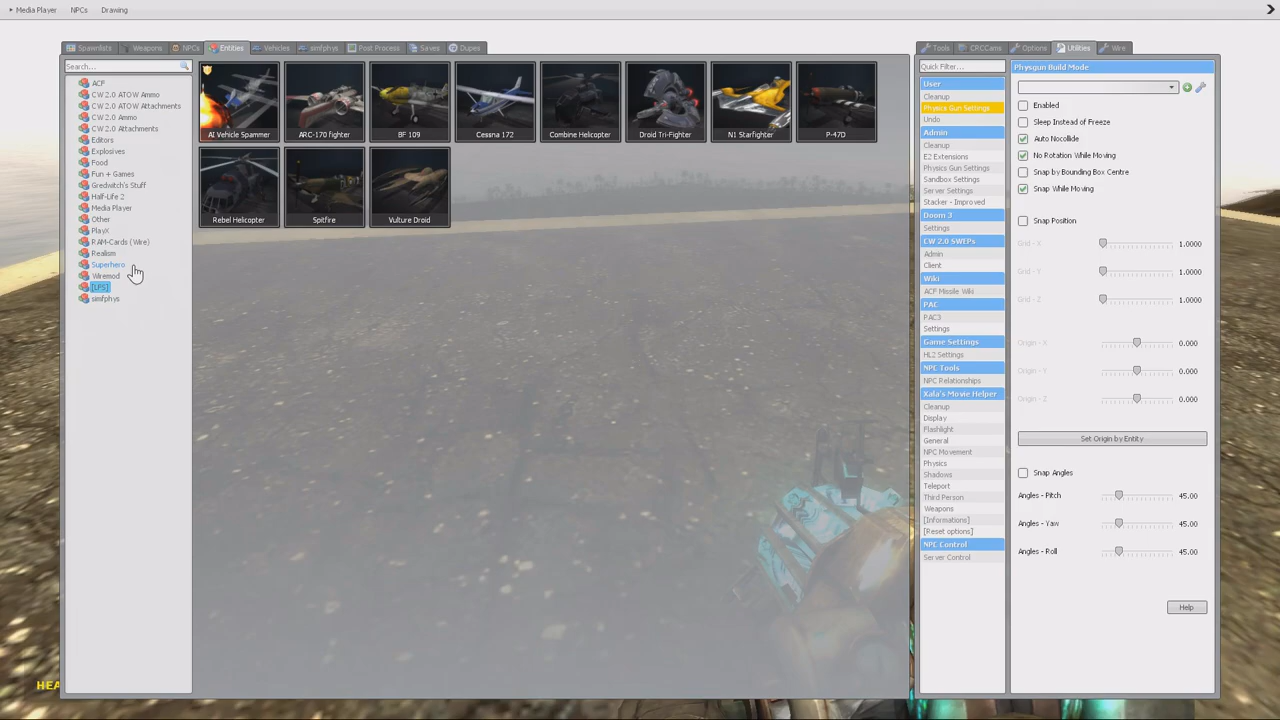 Media Player NPCs Drawing
Spawnlists Weapons NPCs Entities Vehicles simfphys Post Process Saves Dupes
Search...
ACF
CW 2.0 ATOW Ammo
CW 2.0 ATOW Attachments
CW 2.0 Ammo
CW 2.0 Attachments
Editors
Explosives
Food
Fun + Games
Gredwitch's Stuff
Half-Life 2
Media Player
Other
PlayX
RAM-Cards (Wire)
Realism
Superhero
Wiremod
[LFS]
simfphys
AI Vehicle Spammer ARC-170 fighter BF 109 Cessna 172 Combine Helicopter Droid Tri-Fighter N1 Starfighter P-47D
Rebel Helicopter Spitfire Vulture Droid
HEA
Tools CRCCams Options Utilities Wire
Quick Filter...
User
Cleanup
Physics Gun Settings
Undo
Admin
Cleanup
E2 Extensions
Physics Gun Settings
Sandbox Settings
Server Settings
Stacker - Improved
Doom 3
Settings
CW 2.0 SWEPs
Admin
Client
Wiki
ACF Missile Wiki
PAC
PAC3
Settings
Game Settings
HL2 Settings
NPC Tools
NPC Relationships
Xala's Movie Helper
Cleanup
Display
Flashlight
General
NPC Movement
Physics
Shadows
Teleport
Third Person
Weapons
[Informations]
[Reset options]
NPC Control
Server Control
Physgun Build Mode
Enabled
Sleep Instead of Freeze
Auto Nocollide
No Rotation While Moving
Snap by Bounding Box Centre
Snap While Moving
Snap Position
Grid - X 1.0000
Grid - Y 1.0000
Grid - Z 1.0000
Origin - X 0.000
Origin - Y 0.000
Origin - Z 0.000
Set Origin by Entity
Snap Angles
Angles - Pitch 45.00
Angles - Yaw 45.00
Angles - Roll 45.00
Help